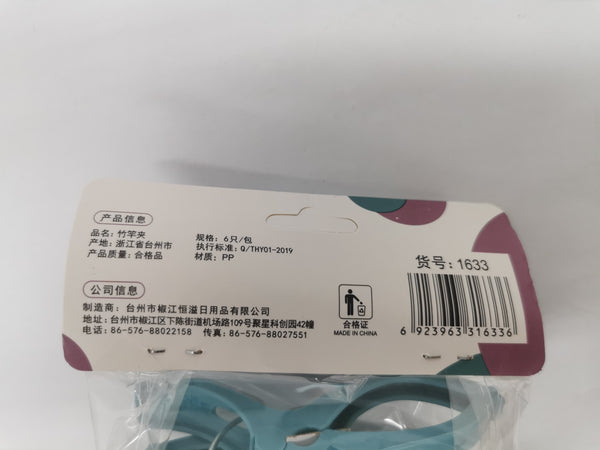 产品信息
品名：竹竿夹
产地：浙江省台州市
产品质量：合格品
规格：6只/包
执行标准：Q/THY01-2019
材质：PP
公司信息
制造商：台州市椒江恒溢日用品有限公司
地址：台州市椒江区下陈街道机场路109号聚星科创园42幢
电话：86-576-88022158 传真：86-576-88027551
合格证
MADE IN CHINA
货号：1633
6 923963 316336